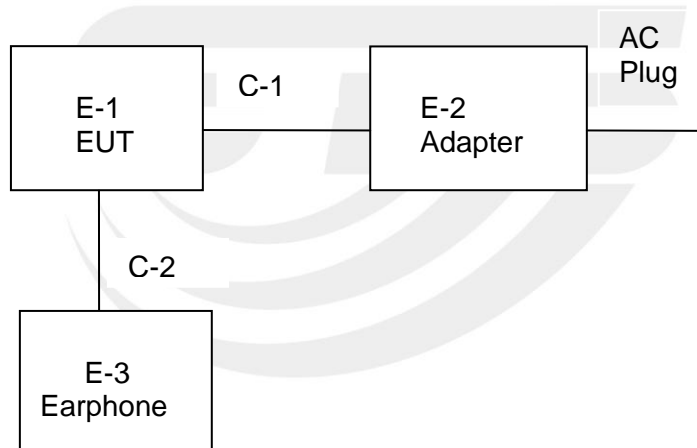 AC
Plug
C-1
E-1
EUT
E-2
Adapter
C-2
E-3
Earphone